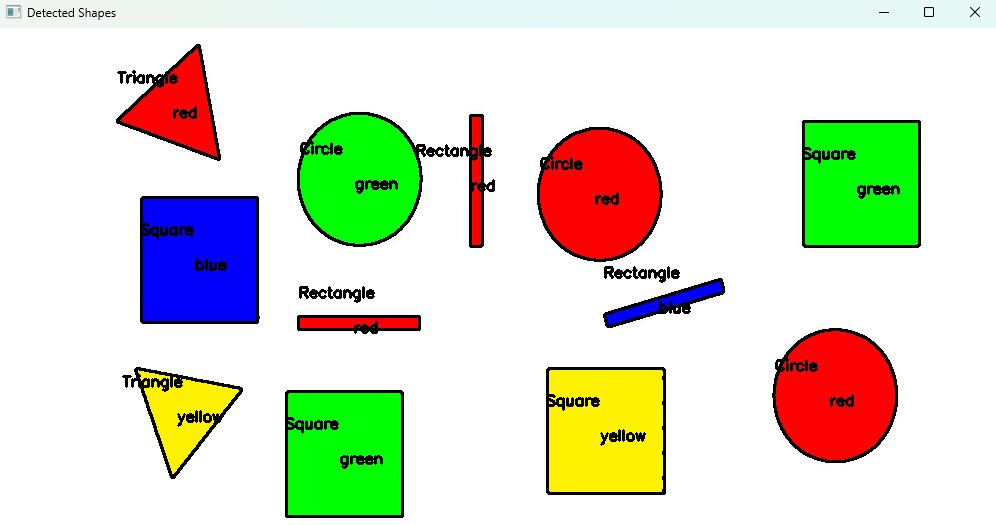 Detected Shapes
Triangle
red
Circle
green
Rectangle
red
Circle
red
Square
green
Square
blue
Rectangle
red
Rectangle
blue
Triangle
yellow
Square
green
Square
yellow
Circle
red